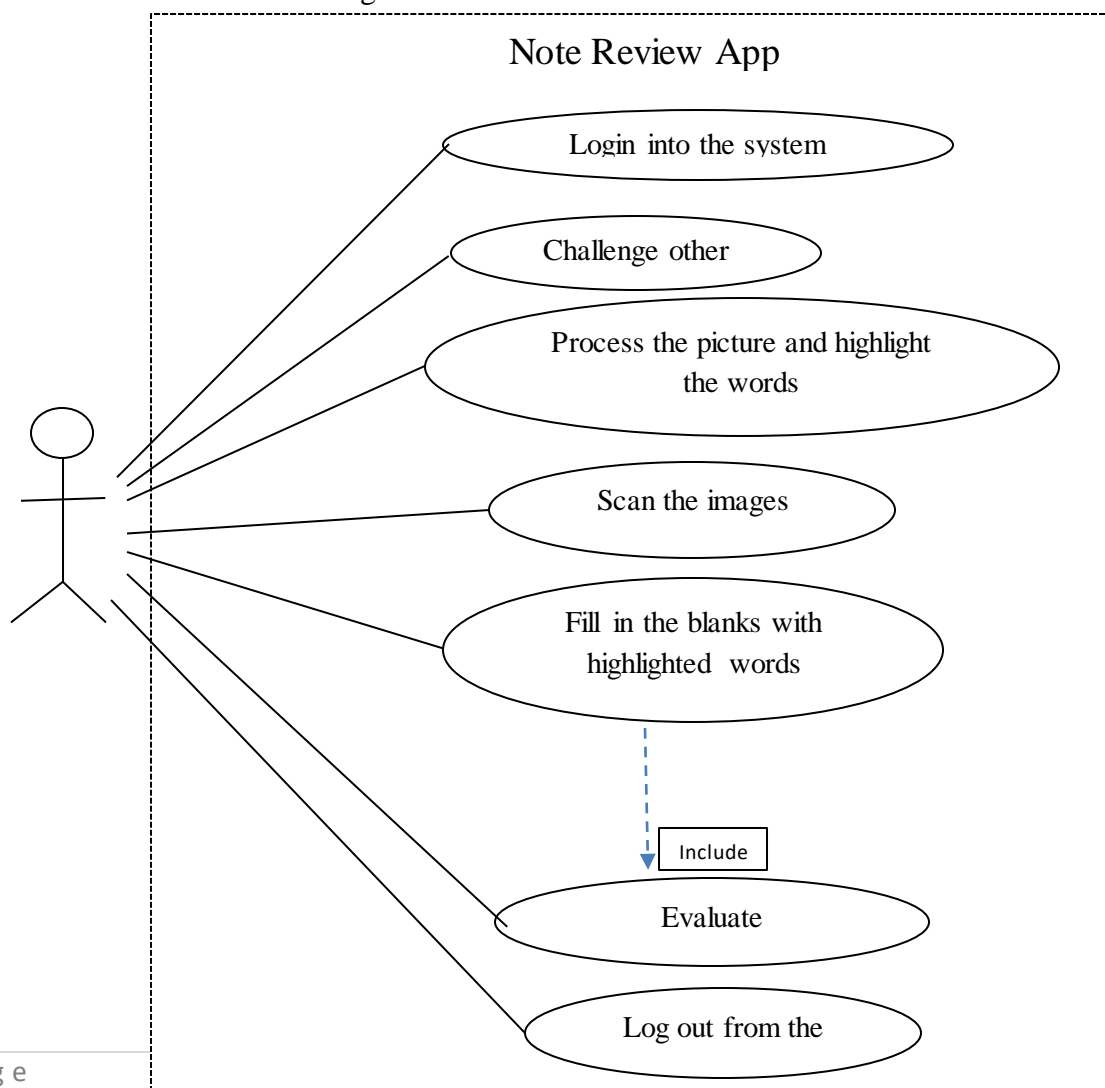 Note Review App
Login into the system
Challenge other
Process the picture and highlight
the words
Scan the images
Fill in the blanks with
highlighted words
Include
Evaluate
Log out from the
g e